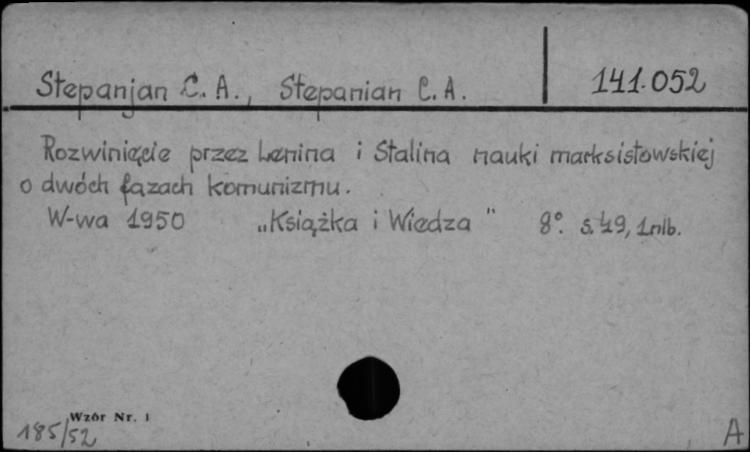 Stepanjan C. A., Stepanian C. A. 141.052
Rozwinięcie przez Lenina i Stalina nauki marksistowskiej
o dwóch fazach komunizmu.
W-wa 1950 „Książka i Wiedza" 8°. s. 49, 1 nlb.
Wzór Nr. 1
185/52
A